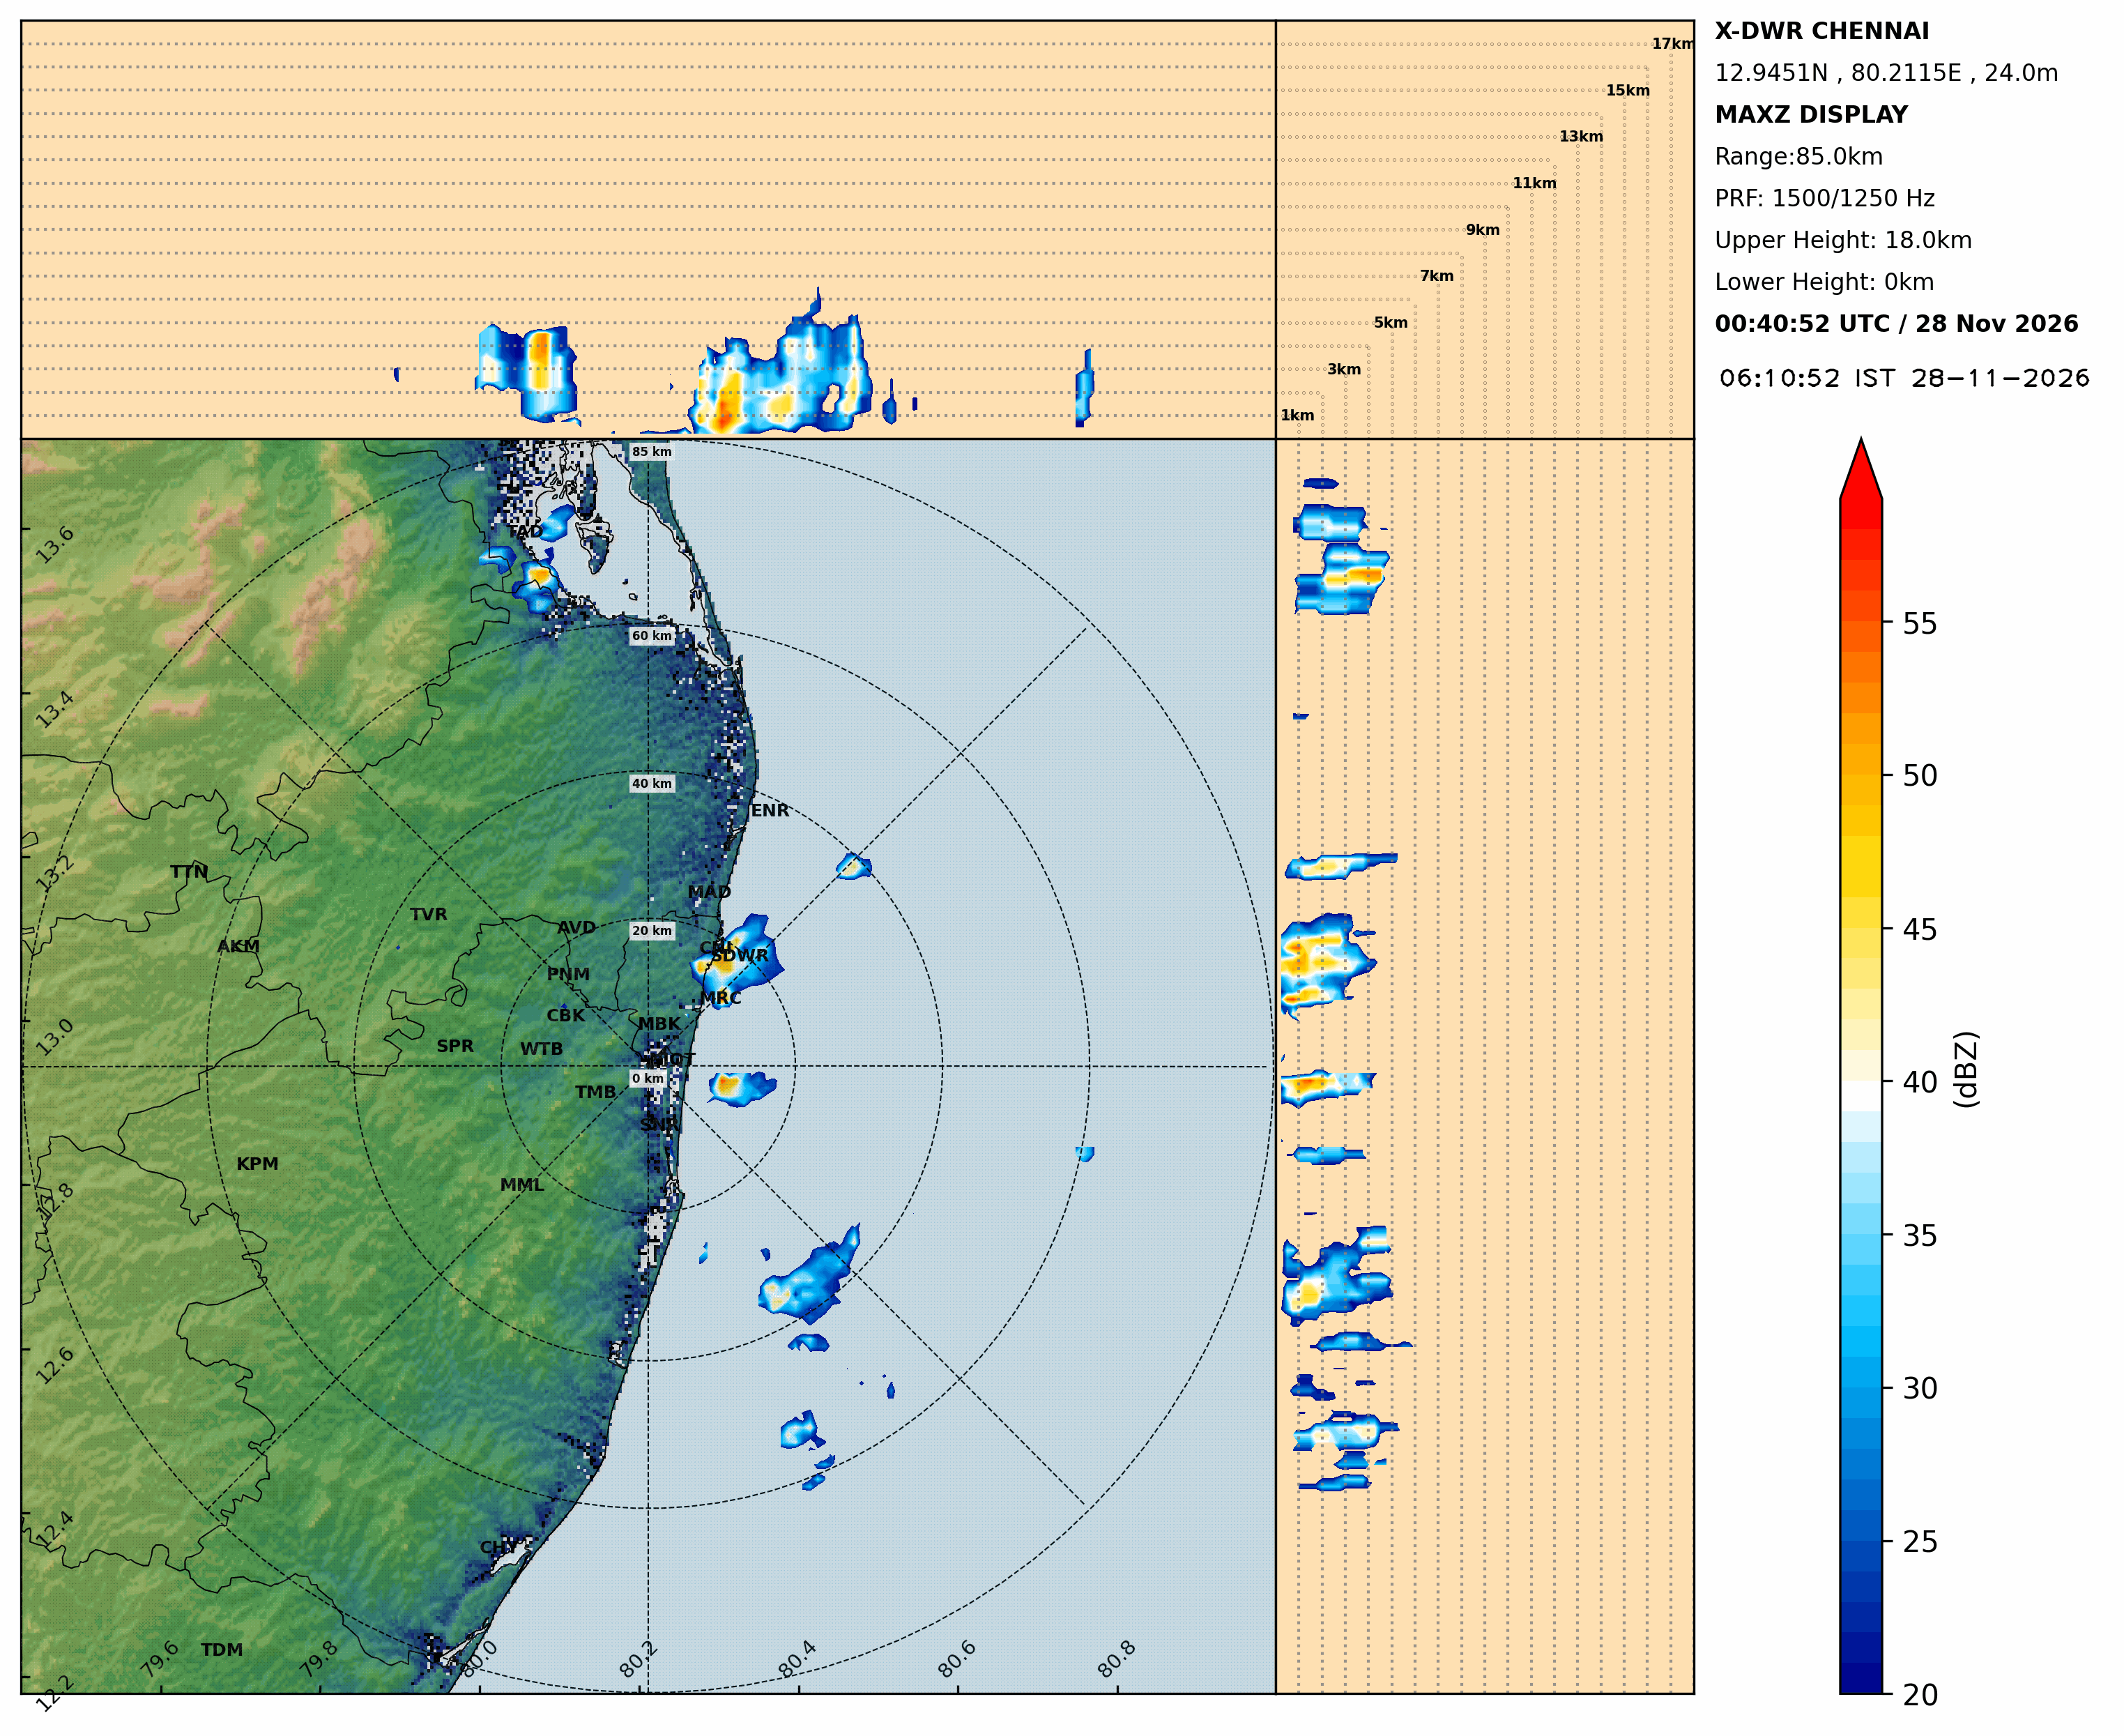 X-DWR CHENNAI
12.9451N , 80.2115E , 24.0m
MAXZ DISPLAY
Range:85.0km
PRF: 1500/1250 Hz
Upper Height: 18.0km
Lower Height: 0km
00:40:52 UTC / 28 Nov 2026
06:10:52 IST 28-11-2026
17km
15km
13km
11km
9km
7km
5km
3km
1km
85 km
TAD
13.6
60 km
13.4
40 km
ENR
13.2
TTN
MAD
TVR
AVD
20 km
AKM
SDWR
PNM
MRC
CBK
MBK
13.0
SPR
WTB
0 km
TMB
SNR
KPM
MML
12.8
12.6
12.4
CHY
TDM
12.2
79.6
79.8
80.0
80.2
80.4
80.6
80.8
55
50
45
40
35
30
25
20
(dBZ)